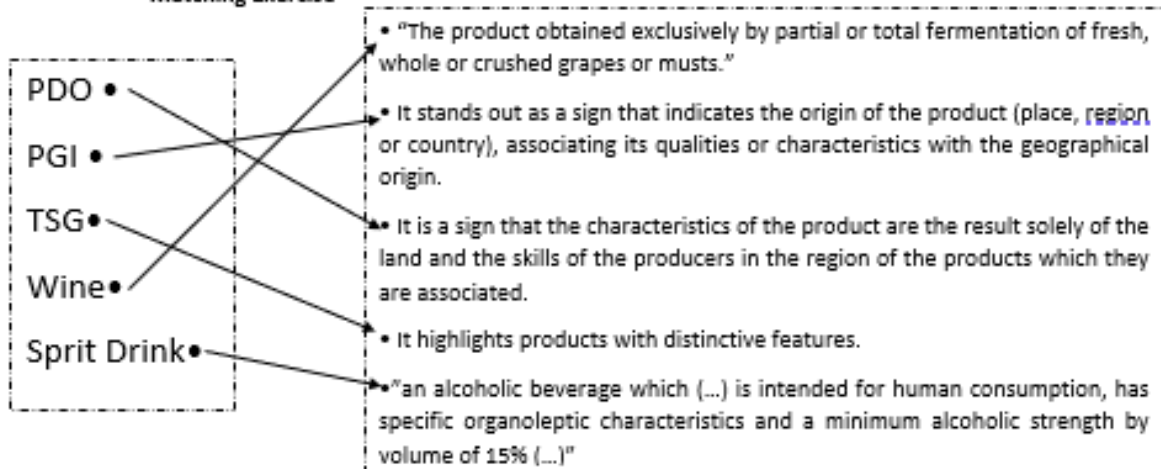 Matching Exercise
PDO •
PGI •
TSG•
Wine•
Sprit Drink•
• “The product obtained exclusively by partial or total fermentation of fresh,
whole or crushed grapes or musts.”
• It stands out as a sign that indicates the origin of the product (place, region
or country), associating its qualities or characteristics with the geographical
origin.
• It is a sign that the characteristics of the product are the result solely of the
land and the skills of the producers in the region of the products which they
are associated.
• It highlights products with distinctive features.
•”an alcoholic beverage which (...) is intended for human consumption, has
specific organoleptic characteristics and a minimum alcoholic strength by
volume of 15% (...)”